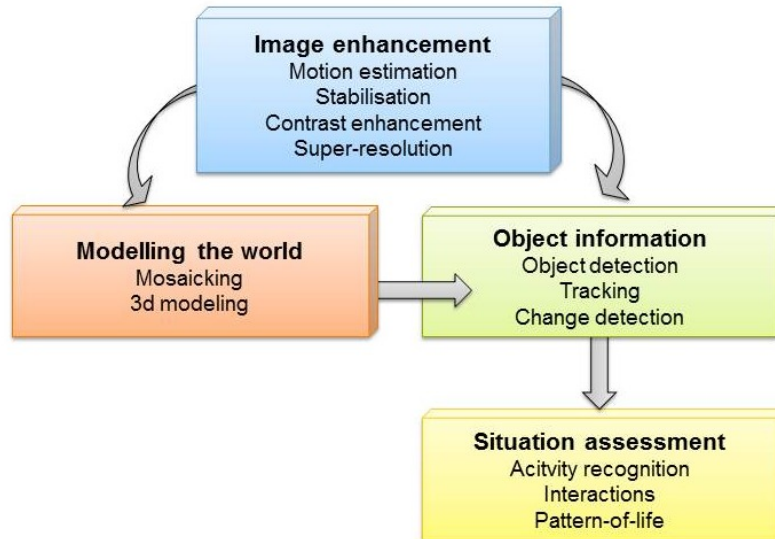 Image enhancement
Motion estimation
Stabilisation
Contrast enhancement
Super-resolution
Modelling the world
Mosaicking
3d modeling
Object information
Object detection
Tracking
Change detection
Situation assessment
Acitvity recognition
Interactions
Pattern-of-life